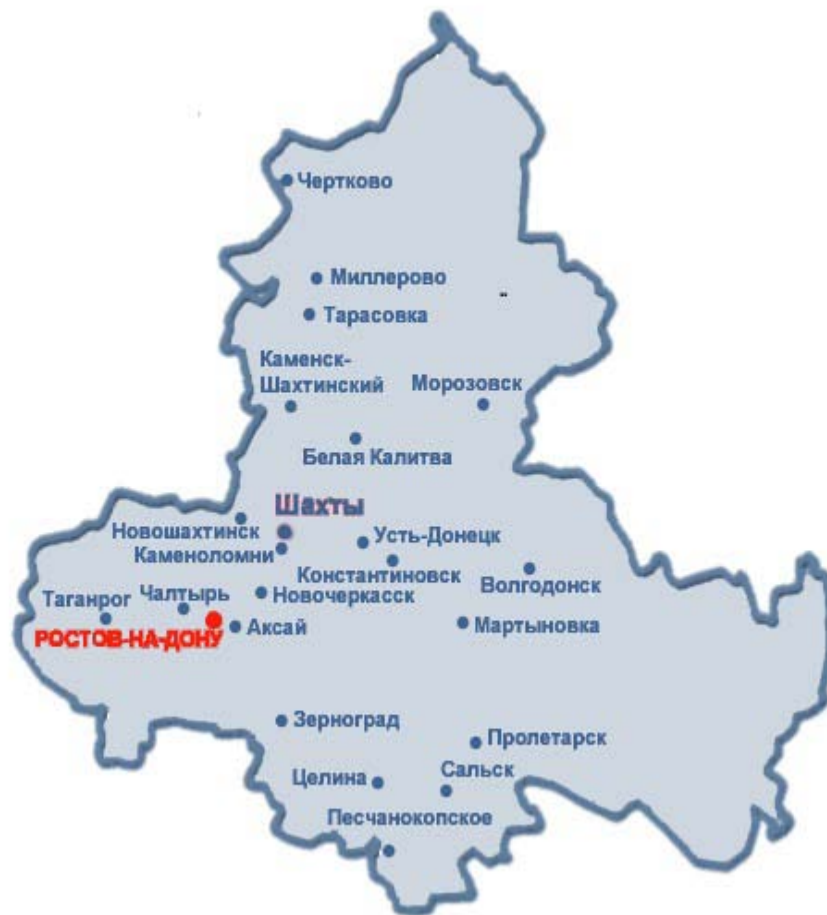 Чертково
Миллерово
Тарасовка
Каменск-
Шахтинский
Морозовск
Белая Калитва
Шахты
Новошахтинск
Усть-Донецк
Каменоломни
Константиновск
Волгодонск
Таганрог
Чалтырь
Новочеркасск
РОСТОВ-НА-ДОНУ
Аксай
Мартыновка
Зерноград
Пролетарск
Целина
Сальск
Песчанокопское